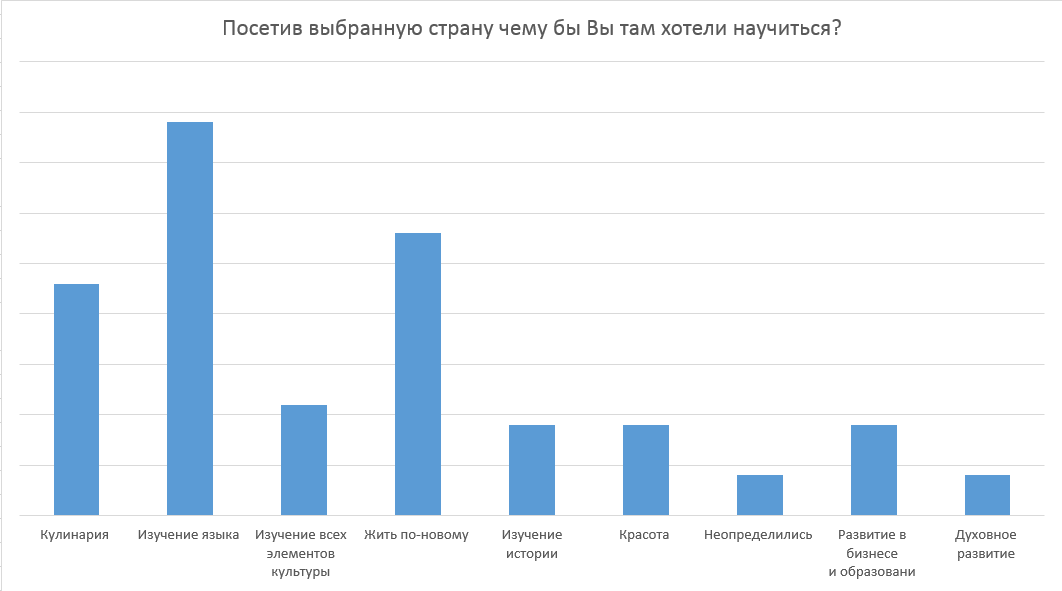 Посетив выбранную страну чему бы Вы там хотели научиться?
Кулинария
Изучение языка
Изучение всех
элементов
культуры
Жить по-новому
Изучение
истории
Красота
Неопределились
Развитие в
бизнесе
и образовани
Духовное
развитие